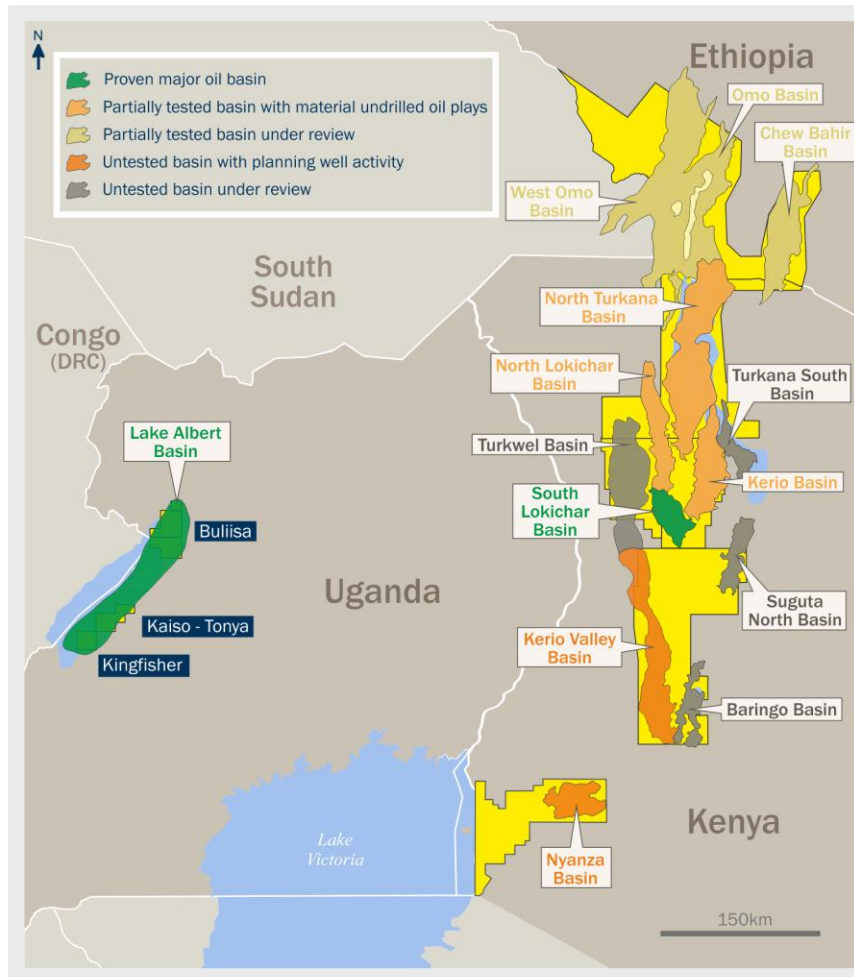 N
Proven major oil basin
Partially tested basin with material undrilled oil plays
Partially tested basin under review
Untested basin with planning well activity
Untested basin under review
Ethiopia
Omo Basin
Chew Bahir
Basin
West Omo
Basin
South
Sudan
North Turkana
Basin
Congo
(DRC)
North Lokichar
Basin
Turkana South
Basin
Lake Albert
Basin
Turkwel Basin
Kerio Basin
South
Lokichar
Basin
Buliisa
Uganda
Suguta
North Basin
Kaiso - Tonya
Kerio Valley
Basin
Kingfisher
Baringo Basin
Lake
Victoria
Kenya
Nyanza
Basin
150km